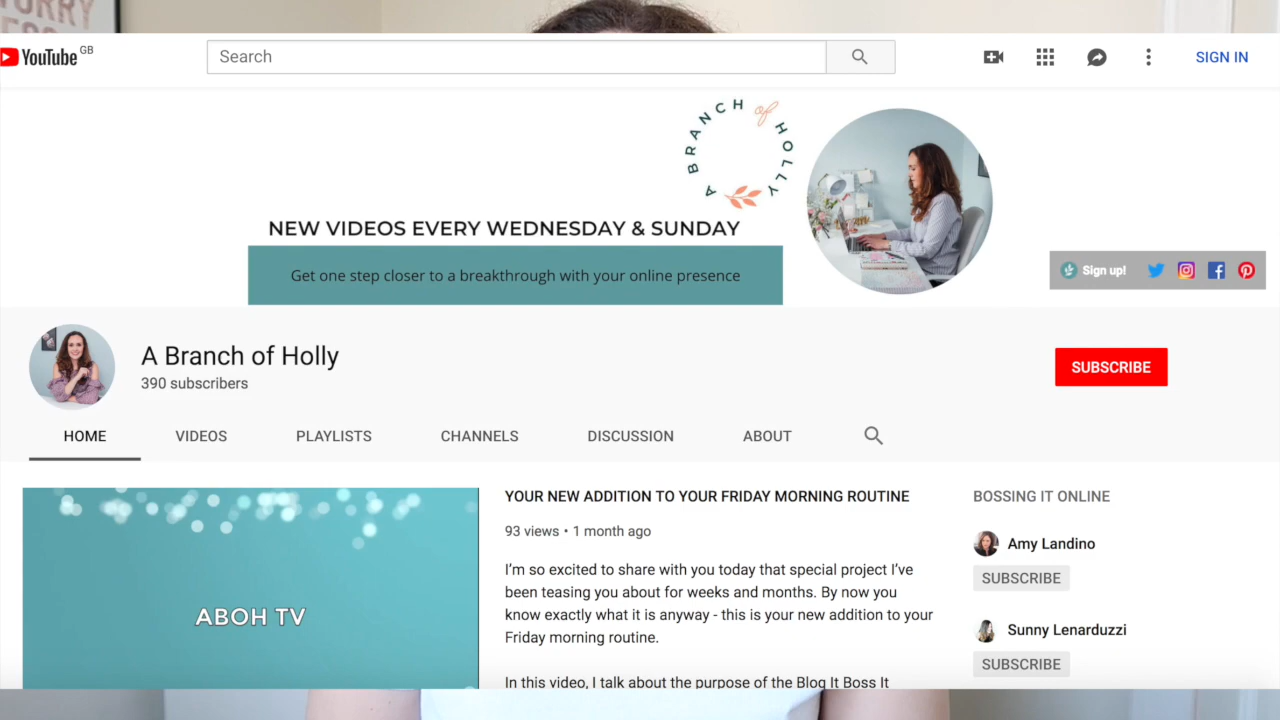 WORRY
LESS
YouTube GB
Search
SIGN IN
A BRANCH of HOLLY
NEW VIDEOS EVERY WEDNESDAY & SUNDAY
Get one step closer to a breakthrough with your online presence
Sign up!
A Branch of Holly
390 subscribers
SUBSCRIBE
HOME VIDEOS PLAYLISTS CHANNELS DISCUSSION ABOUT
ABOH TV
YOUR NEW ADDITION TO YOUR FRIDAY MORNING ROUTINE
93 views • 1 month ago
I'm so excited to share with you today that special project I've
been teasing you about for weeks and months. By now you
know exactly what it is anyway - this is your new addition to your
Friday morning routine.
In this video, I talk about the purpose of the Blog It Boss It
BOSSING IT ONLINE
Amy Landino
SUBSCRIBE
Sunny Lenarduzzi
SUBSCRIBE